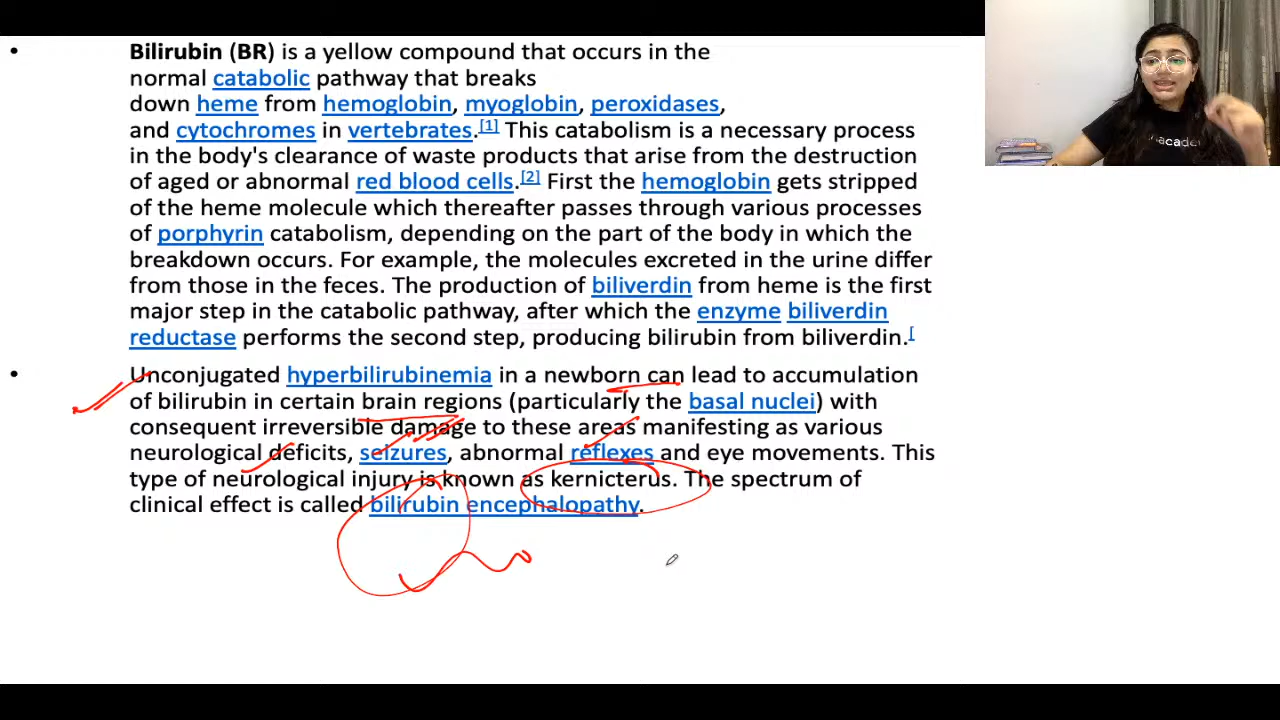 • Bilirubin (BR) is a yellow compound that occurs in the
normal catabolic pathway that breaks
down heme from hemoglobin, myoglobin, peroxidases,
and cytochromes in vertebrates.[1] This catabolism is a necessary process
in the body's clearance of waste products that arise from the destruction
of aged or abnormal red blood cells.[2] First the hemoglobin gets stripped
of the heme molecule which thereafter passes through various processes
of porphyrin catabolism, depending on the part of the body in which the
breakdown occurs. For example, the molecules excreted in the urine differ
from those in the feces. The production of biliverdin from heme is the first
major step in the catabolic pathway, after which the enzyme biliverdin
reductase performs the second step, producing bilirubin from biliverdin.[
• Unconjugated hyperbilirubinemia in a newborn can lead to accumulation
of bilirubin in certain brain regions (particularly the basal nuclei) with
consequent irreversible damage to these areas manifesting as various
neurological deficits, seizures, abnormal reflexes and eye movements. This
type of neurological injury is known as kernicterus. The spectrum of
clinical effect is called bilirubin encephalopathy.